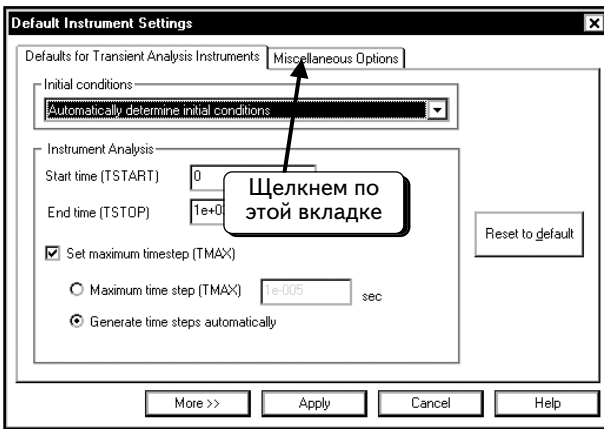 Default Instrument Settings
Defaults for Transient Analysis Instruments
Miscellaneous Options
Initial conditions
Automatically determine initial conditions
Instrument Analysis
Start time (TSTART)
0
End time (TSTOP)
Щелкнем по
этой вкладке
Reset to default
Set maximum timestep (TMAX)
Maximum time step (TMAX)
1e-005
sec
Generate time steps automatically
More >>
Apply
Cancel
Help